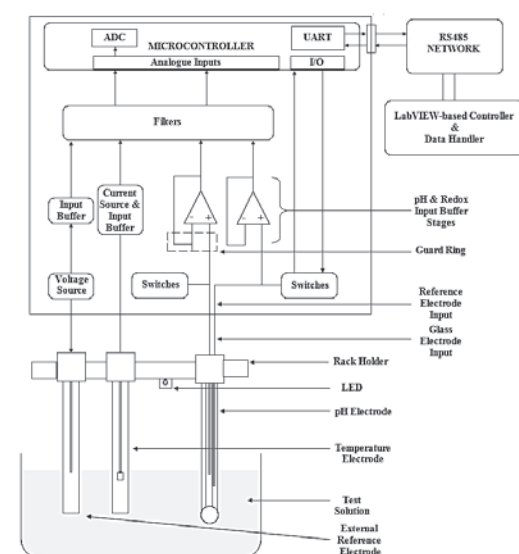 ADC
UART
MICROCONTROLLER
Analogue Inputs
I/O
RS485
NETWORK
LabVIEW-based Controller
&
Data Handler
Filters
Input
Buffer
Current
Source &
Input
Buffer
- +
- +
pH & Redox
Input Buffer
Stages
Guard Ring
Voltage
Source
Switches
Switches
Reference
Electrode
Input
Glass
Electrode
Input
Rack Holder
LED
pH Electrode
Temperature
Electrode
Test
Solution
External
Reference
Electrode